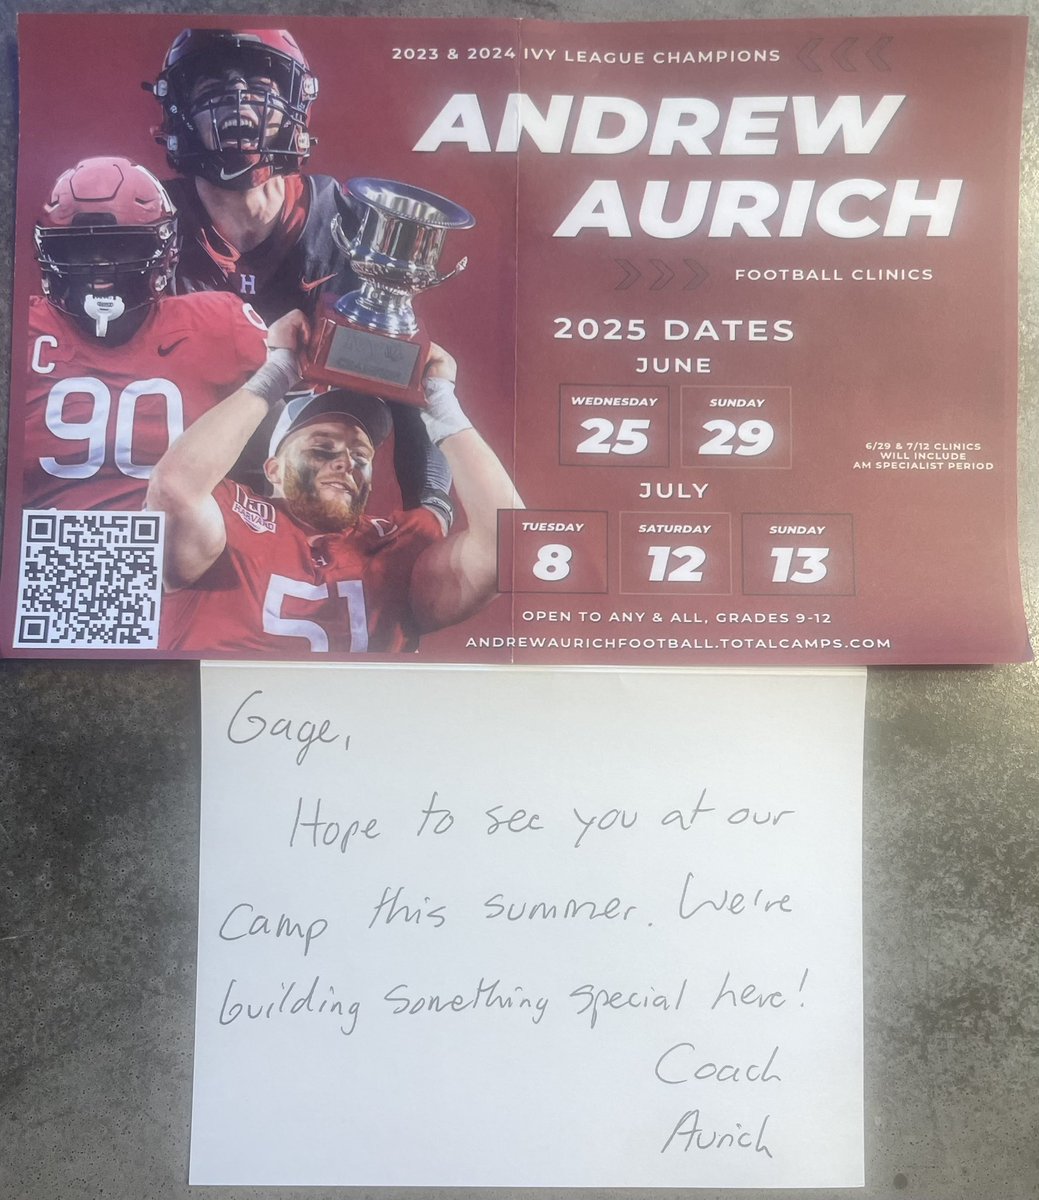 2023 & 2024 IVY LEAGUE CHAMPIONS
ANDREW
AURICH
FOOTBALL CLINICS
2025 DATES
JUNE
WEDNESDAY
25
SUNDAY
29
6/29 & 7/12 CLINICS
WILL INCLUDE
AM SPECIALIST PERIOD
JULY
TUESDAY
8
SATURDAY
12
SUNDAY
13
OPEN TO ANY & ALL, GRADES 9-12
ANDREWAURICHFOOTBALL.TOTALCAMPS.COM
H
C
90
HARVARD
H
51
Gage,
Hope to see you at our
camp this summer. We're
building something special here!
Coach
Aurich